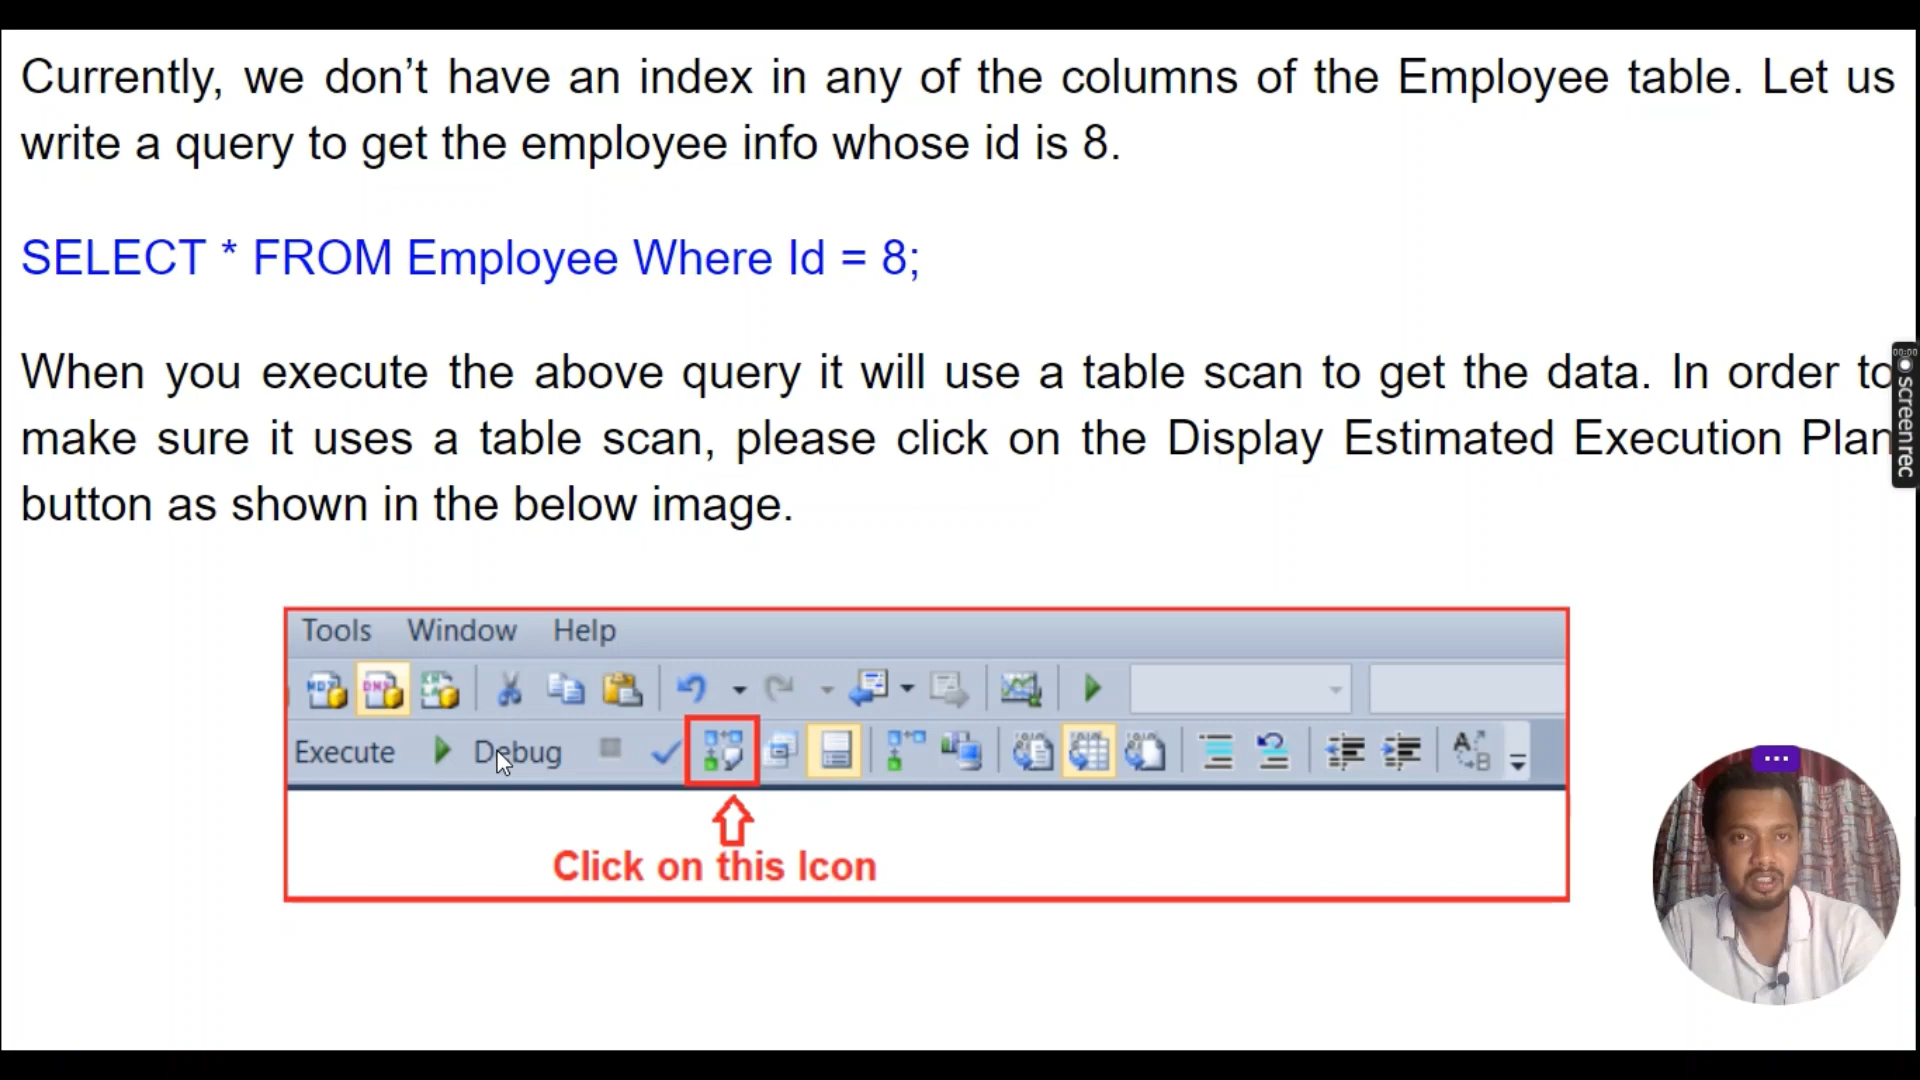 Currently, we don’t have an index in any of the columns of the Employee table. Let us
write a query to get the employee info whose id is 8.
SELECT * FROM Employee Where Id = 8;
When you execute the above query it will use a table scan to get the data. In order to
make sure it uses a table scan, please click on the Display Estimated Execution Plan
button as shown in the below image.
Tools Window Help
Execute Debug
Click on this Icon
00:00
screenrec